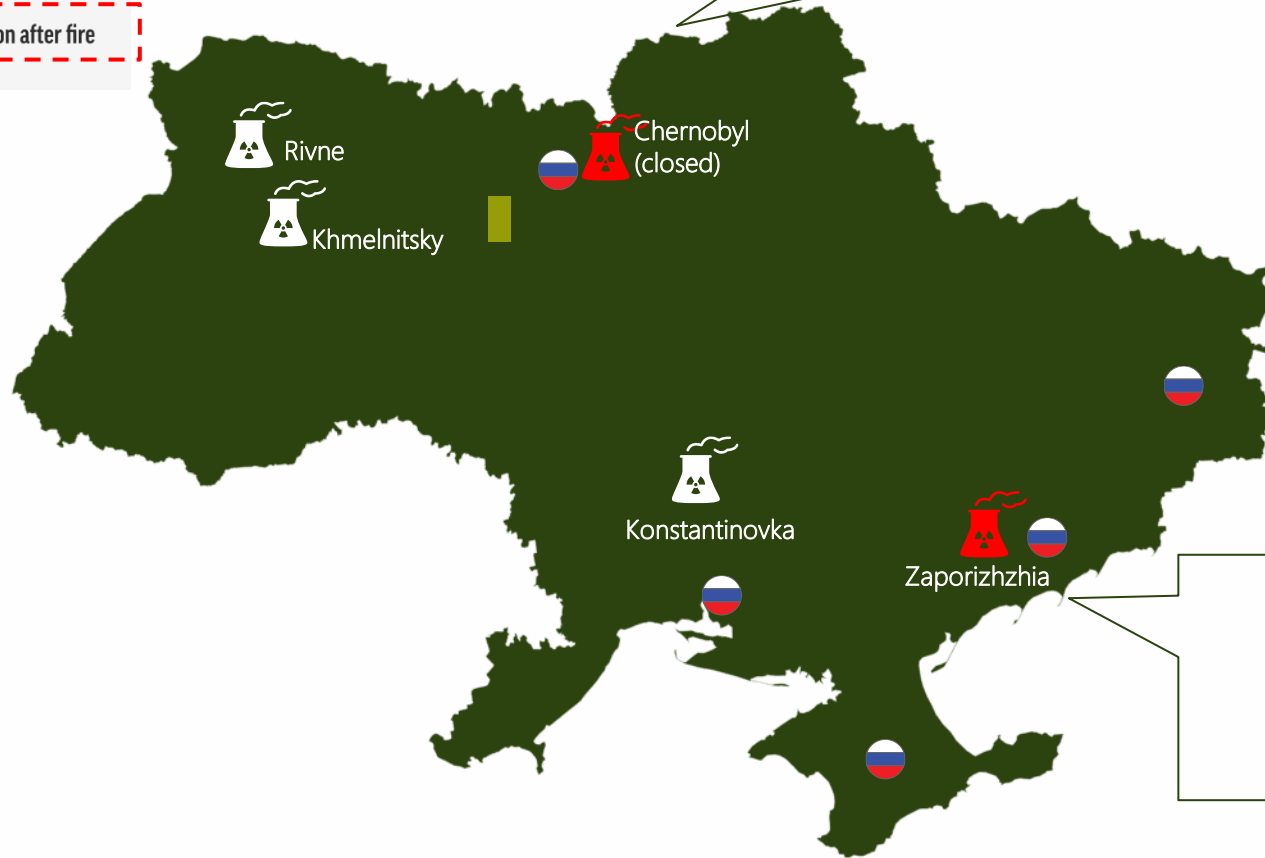 on after fire
Chernobyl
(closed)
Rivne
Khmelnitsky
Konstantinovka
Zaporizhzhia